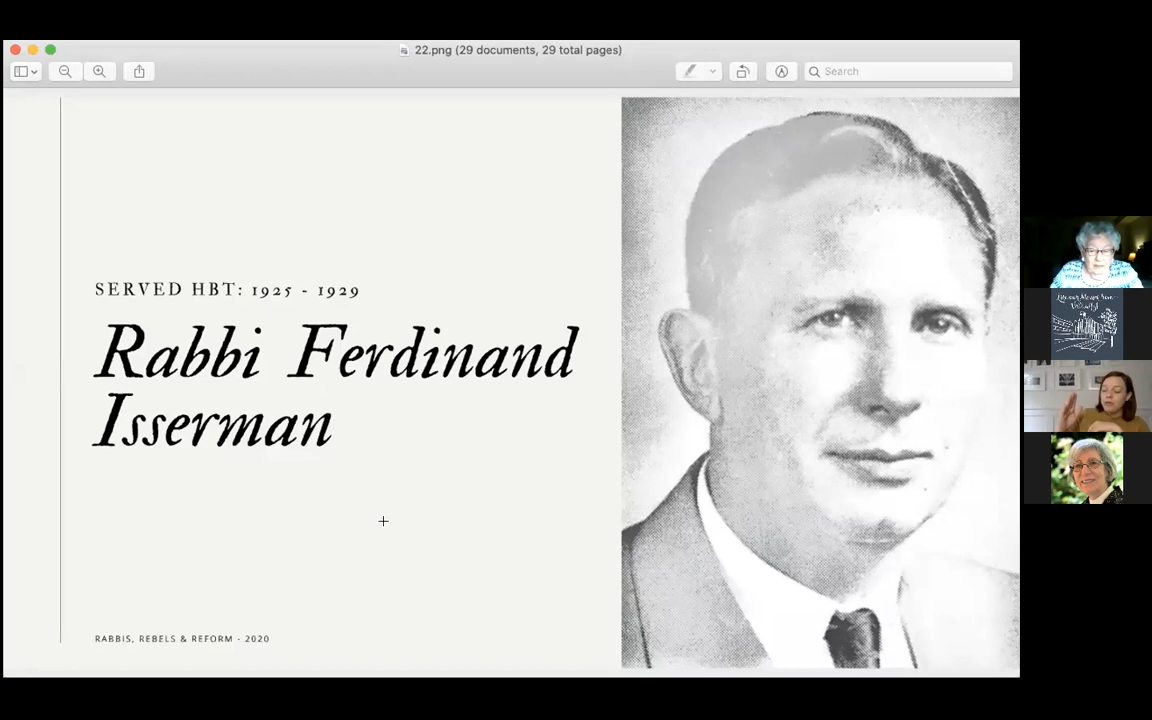 22.png (29 documents, 29 total pages)
Search
SERVED HBT: 1925 - 1929
Rabbi Ferdinand
Isserman
RABBIS, REBELS & REFORM - 2020